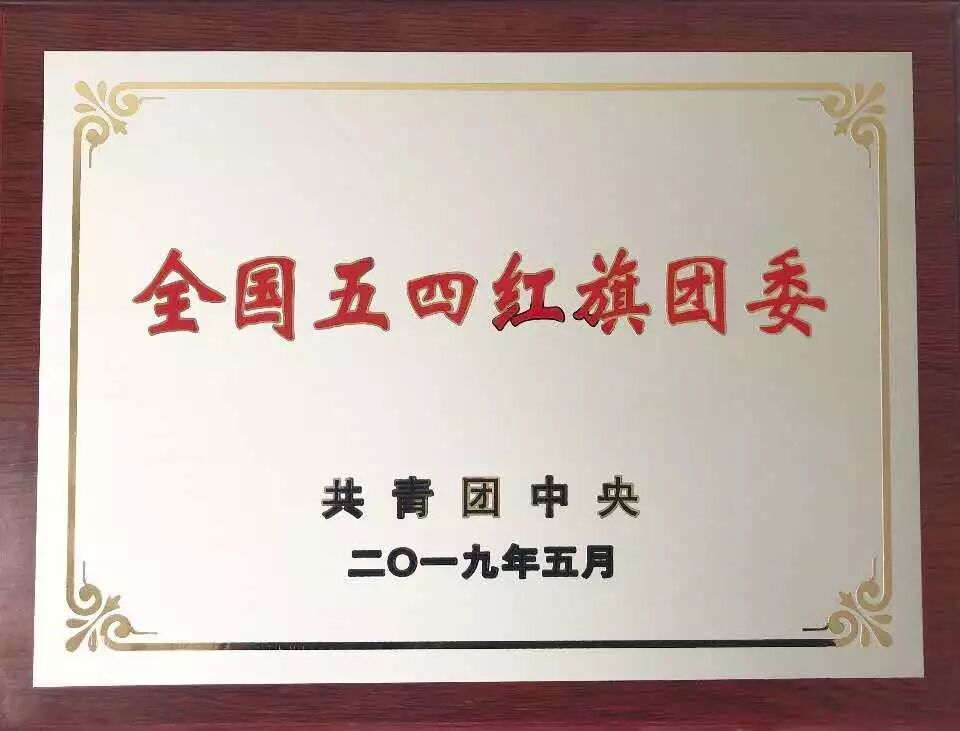 全国五四红旗团委
共青团中央
二〇一九年五月